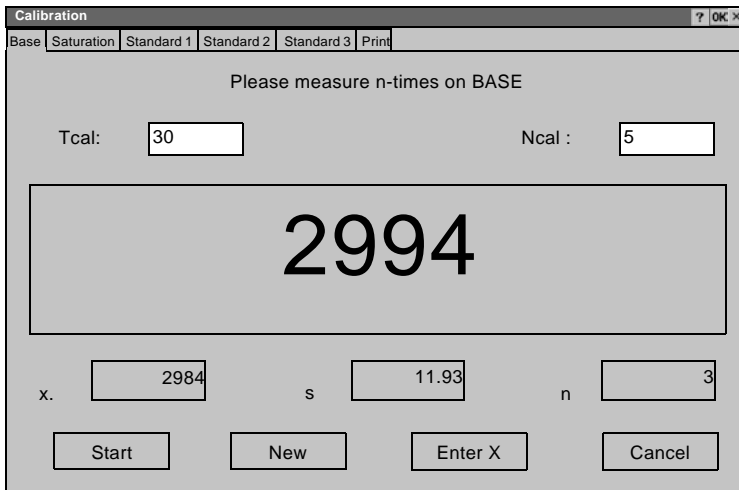 Calibration ? OK ×
Base Saturation Standard 1 Standard 2 Standard 3 Print
Please measure n-times on BASE
Tcal: 30 Ncal : 5
2994
x. 2984 s 11.93 n 3
Start New Enter X Cancel